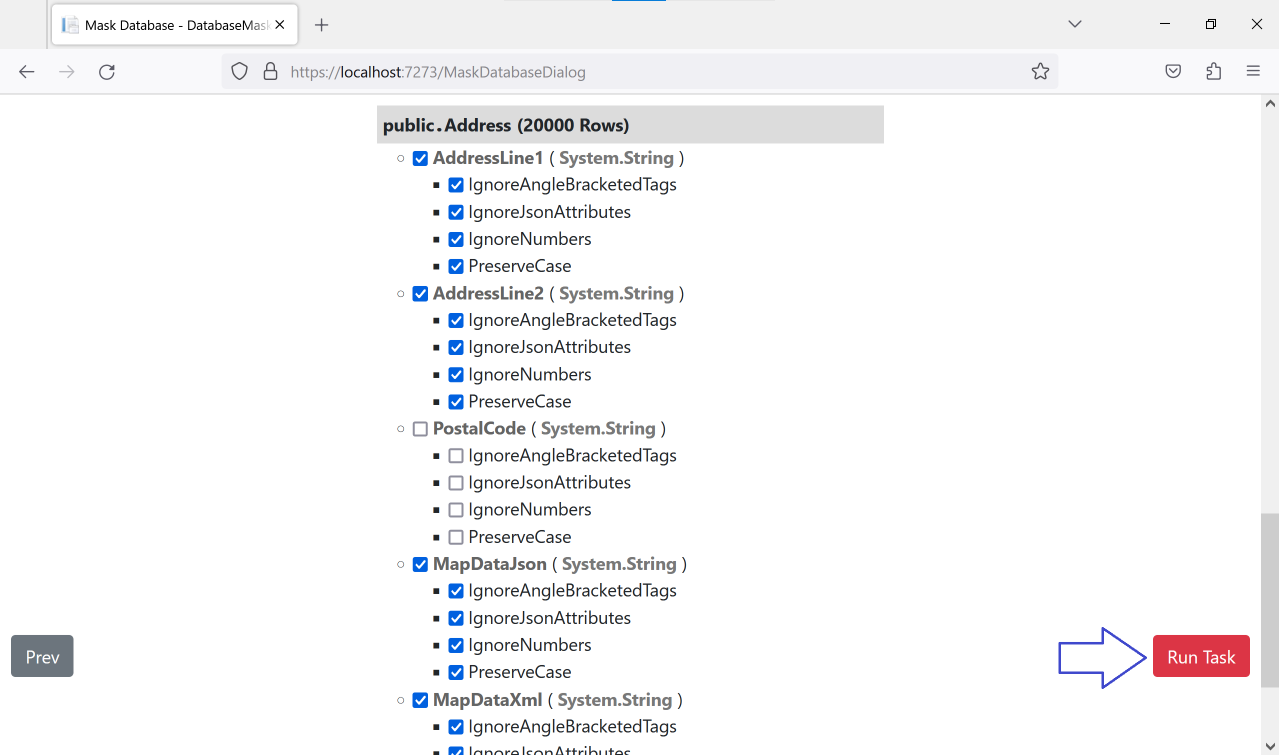 Mask Database - DatabaseMas
https://localhost:7273/MaskDatabaseDialog
public.Address (20000 Rows)
AddressLine1 ( System.String )
IgnoreAngleBracketedTags
IgnoreJsonAttributes
IgnoreNumbers
PreserveCase
AddressLine2 ( System.String )
IgnoreAngleBracketedTags
IgnoreJsonAttributes
IgnoreNumbers
PreserveCase
PostalCode ( System.String )
IgnoreAngleBracketedTags
IgnoreJsonAttributes
IgnoreNumbers
PreserveCase
MapDataJson ( System.String )
IgnoreAngleBracketedTags
IgnoreJsonAttributes
IgnoreNumbers
Prev
Run Task
PreserveCase
MapDataXml ( System.String )
IgnoreAngleBracketedTags
IgnoreJsonAttributes